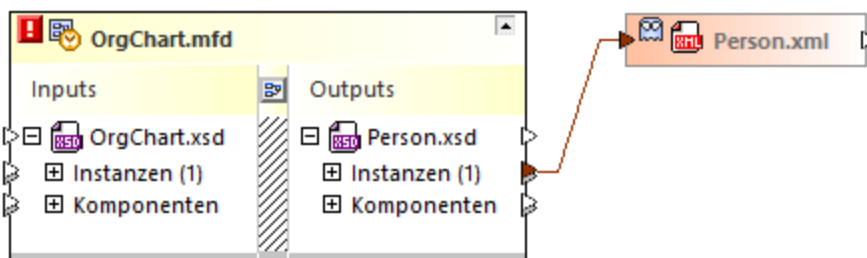 OrgChart.mfd
Person.xml
Inputs
Outputs
OrgChart.xsd
Person.xsd
Instanzen (1)
Instanzen (1)
Komponenten
Komponenten